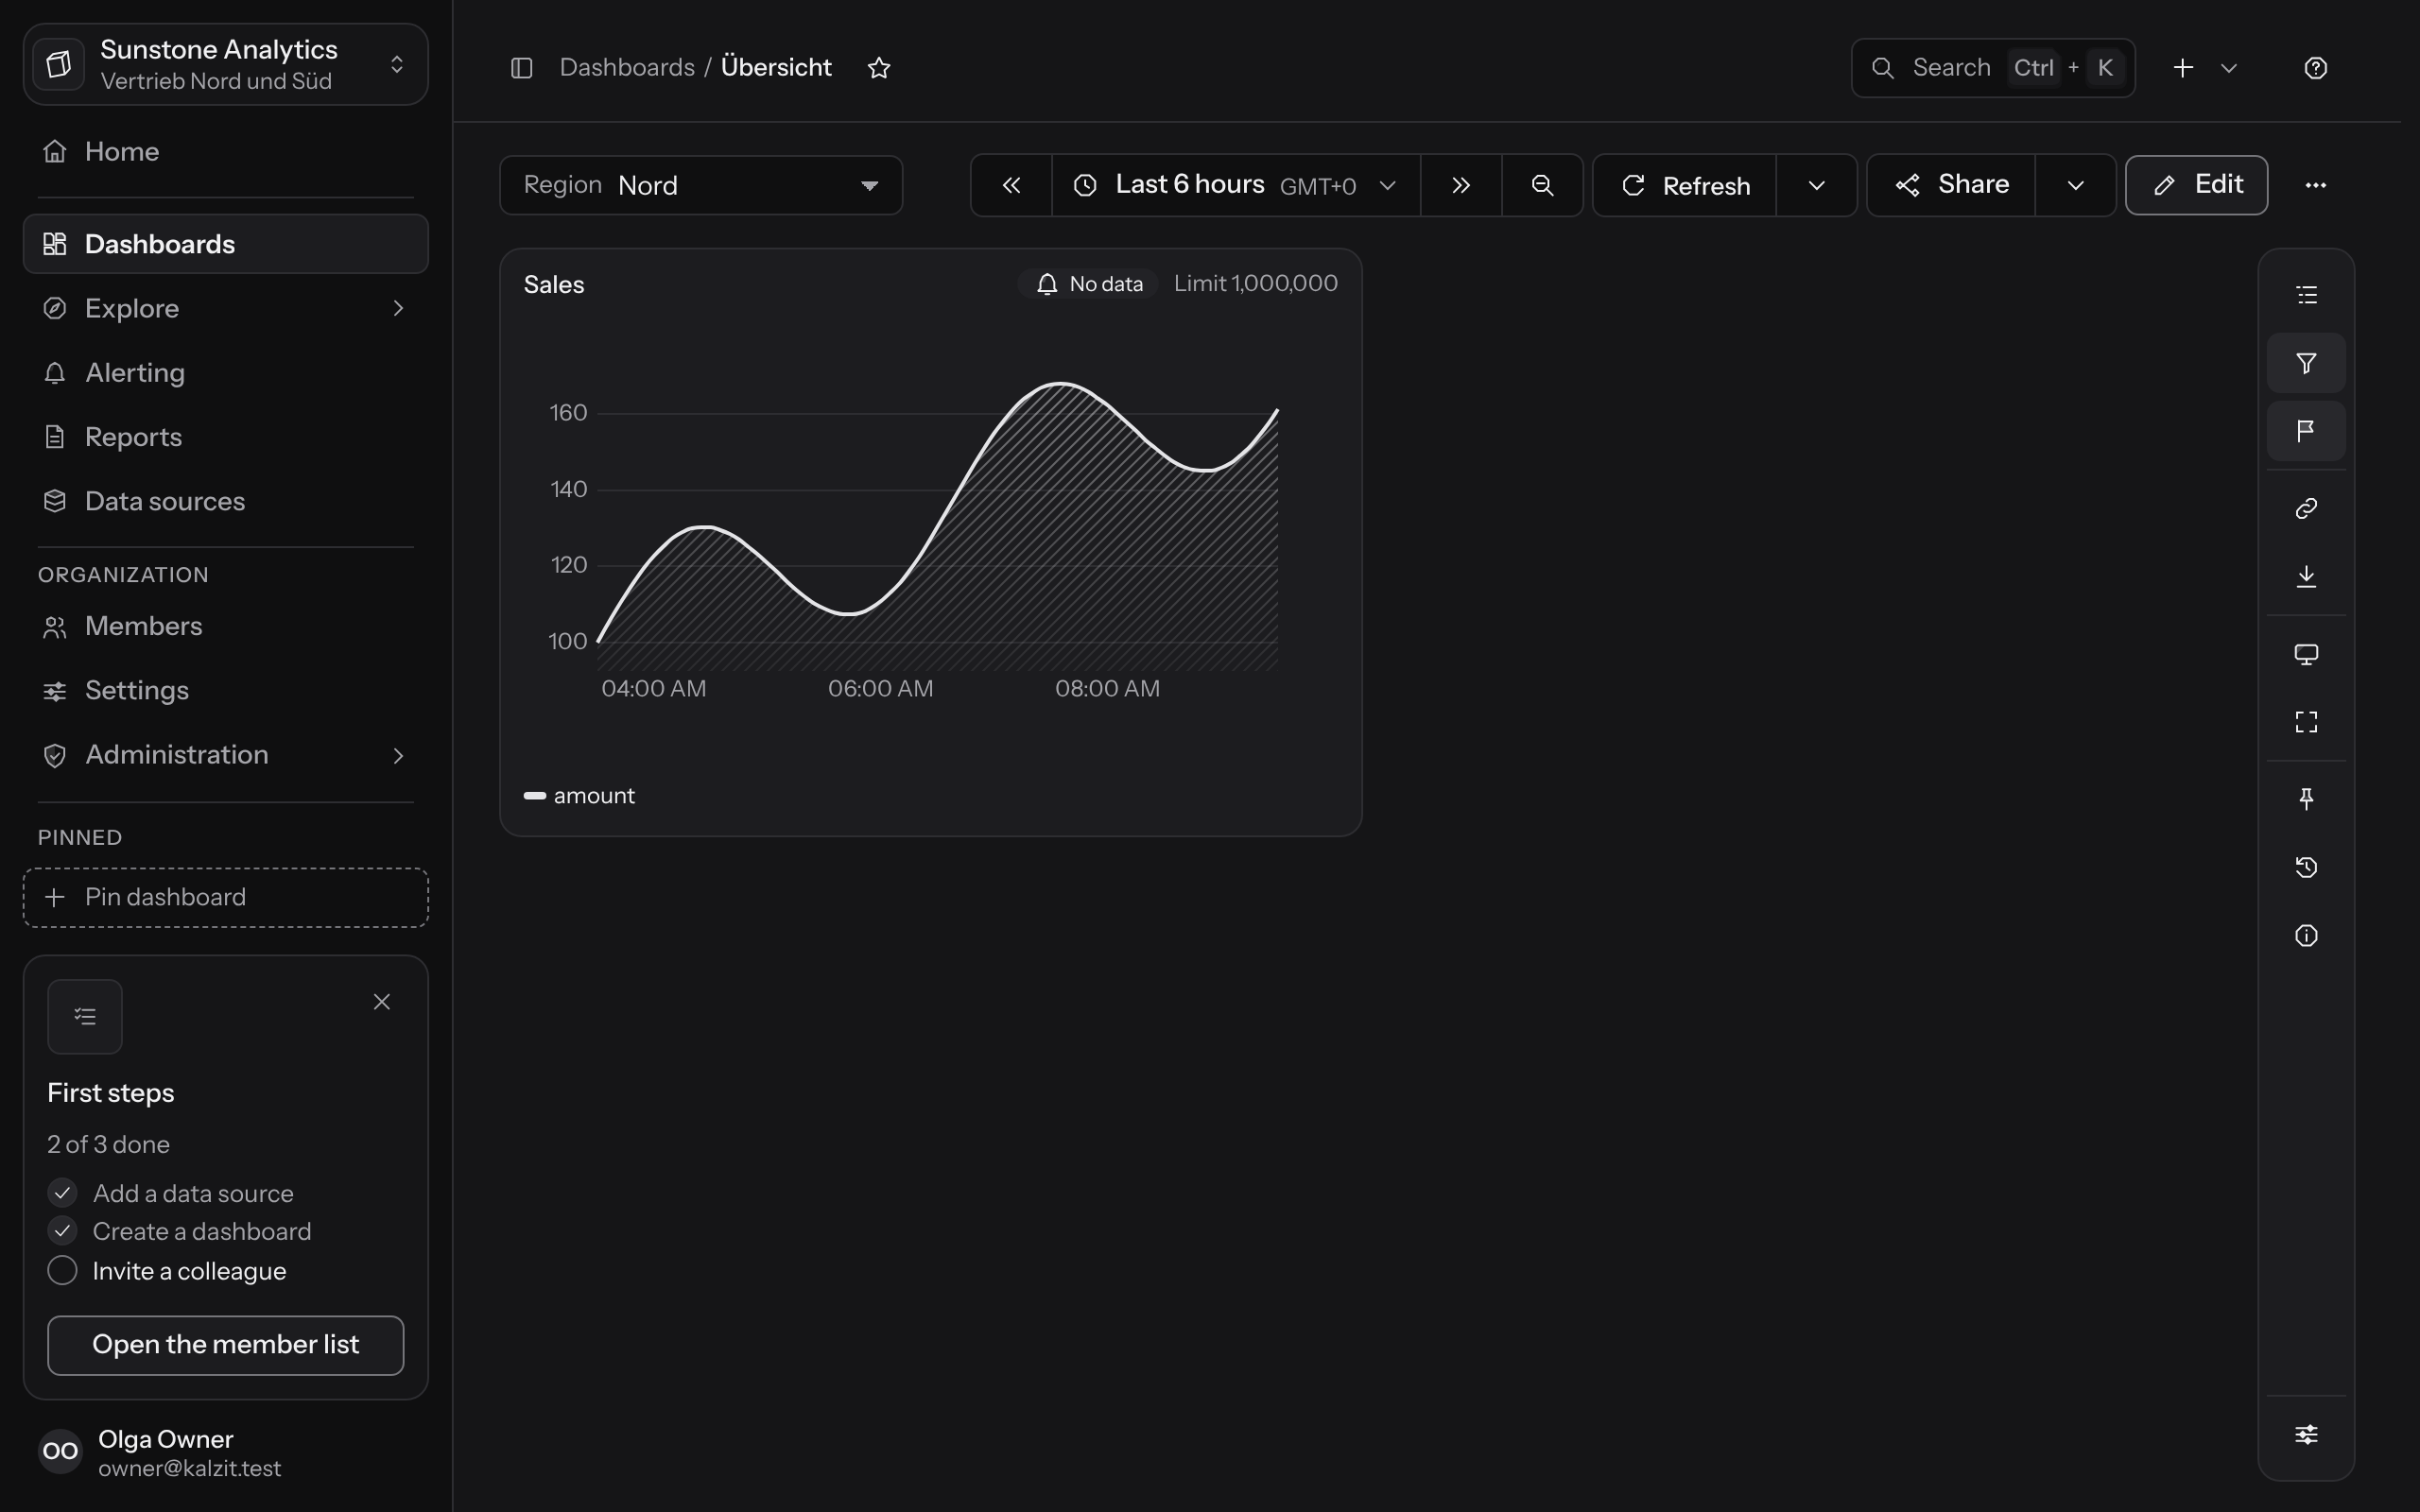 Sunstone Analytics
Vertrieb Nord und Süd
Home
Dashboards
Explore
Alerting
Reports
Data sources
ORGANIZATION
Members
Settings
Administration
PINNED
Pin dashboard
First steps
2 of 3 done
Add a data source
Create a dashboard
Invite a colleague
Open the member list
OO
Olga Owner
owner@kalzit.test
Dashboards / Übersicht
Search Ctrl + K
Region Nord
Last 6 hours GMT+0
Refresh
Share
Edit
Sales
No data
Limit 1,000,000
160
140
120
100
04:00 AM 06:00 AM 08:00 AM
amount